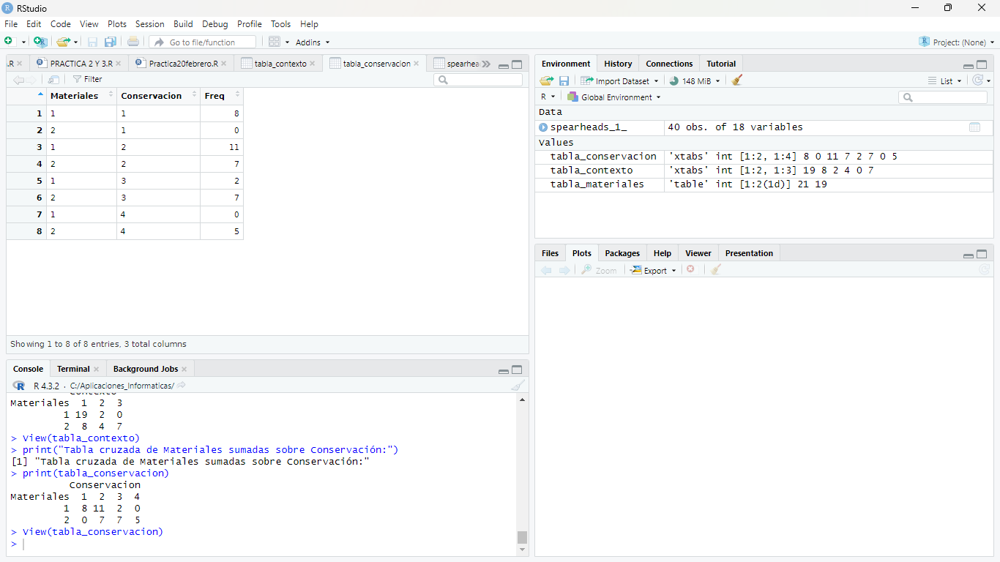 RStudio
File Edit Code View Plots Session Build Debug Profile Tools Help
Go to file/function Addins Project: (None)
.R PRACTICA 2 Y 3.R Practica20febrero.R tabla_contexto tabla_conservacion spearhea
Filter
Materiales Conservacion Freq
1 1 1 8
2 2 1 0
3 1 2 11
4 2 2 7
5 1 3 2
6 2 3 7
7 1 4 0
8 2 4 5
Showing 1 to 8 of 8 entries, 3 total columns
Console Terminal Background Jobs
R 4.3.2 · C:/Aplicaciones_Informaticas/
Contexto
Materiales 1 2 3
1 19 2 0
2 8 4 7
> View(tabla_contexto)
> print("Tabla cruzada de Materiales sumadas sobre Conservación:")
[1] "Tabla cruzada de Materiales sumadas sobre Conservación:"
> print(tabla_conservacion)
Conservacion
Materiales 1 2 3 4
1 8 11 2 0
2 0 7 7 5
> View(tabla_conservacion)
>
Environment History Connections Tutorial
Import Dataset 148 MiB List
R Global Environment
Data
spearheads_1_ 40 obs. of 18 variables
Values
tabla_conservacion 'xtabs' int [1:2, 1:4] 8 0 11 7 2 7 0 5
tabla_contexto 'xtabs' int [1:2, 1:3] 19 8 2 4 0 7
tabla_materiales 'table' int [1:2(1d)] 21 19
Files Plots Packages Help Viewer Presentation
Zoom Export